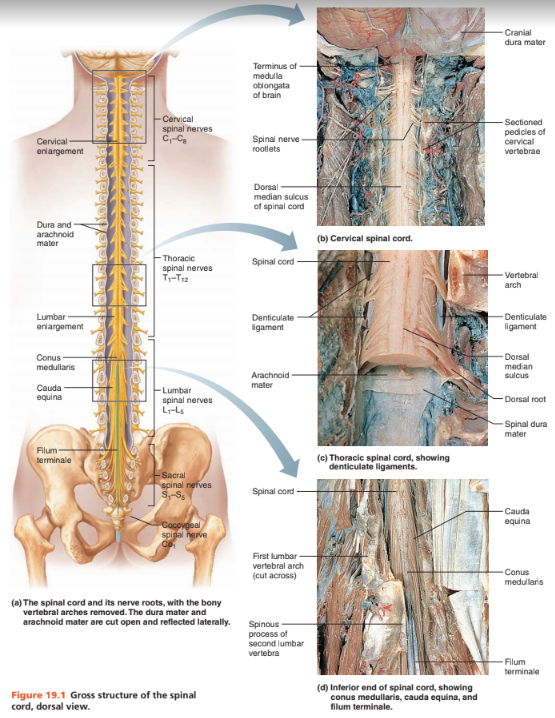 Cervical
spinal nerves
C1–C8
Cervical
enlargement
Dura and
arachnoid
mater
Thoracic
spinal nerves
T1–T12
Lumbar
enlargement
Conus
medullaris
Cauda
equina
Lumbar
spinal nerves
L1–L5
Filum
terminale
Sacral
spinal nerves
S1–S5
Coccygeal
spinal nerve
Co1
(a) The spinal cord and its nerve roots, with the bony
vertebral arches removed. The dura mater and
arachnoid mater are cut open and reflected laterally.
Figure 19.1 Gross structure of the spinal
cord, dorsal view.
Cranial
dura mater
Terminus of
medulla
oblongata
of brain
Spinal nerve
rootlets
Sectioned
pedicles of
cervical
vertebrae
Dorsal
median sulcus
of spinal cord
(b) Cervical spinal cord.
Spinal cord
Vertebral
arch
Denticulate
ligament
Denticulate
ligament
Dorsal
median
sulcus
Arachnoid
mater
Dorsal root
Spinal dura
mater
(c) Thoracic spinal cord, showing
denticulate ligaments.
Spinal cord
Cauda
equina
First lumbar
vertebral arch
(cut across)
Conus
medullaris
Spinous
process of
second lumbar
vertebra
Filum
terminale
(d) Inferior end of spinal cord, showing
conus medullaris, cauda equina, and
filum terminale.